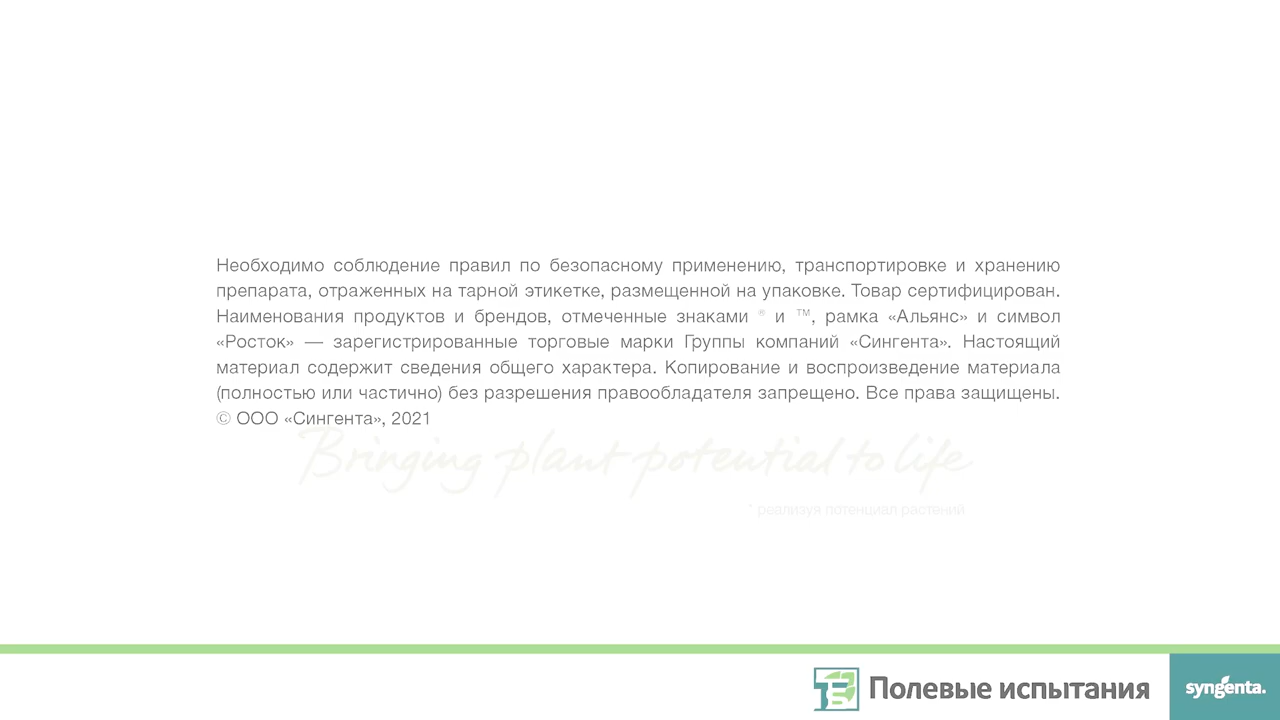 Необходимо соблюдение правил по безопасному применению, транспортировке и хранению
препарата, отраженных на тарной этикетке, размещенной на упаковке. Товар сертифицирован.
Наименования продуктов и брендов, отмеченные знаками ® и ™, рамка «Альянс» и символ
«Росток» — зарегистрированные торговые марки Группы компаний «Сингента». Настоящий
материал содержит сведения общего характера. Копирование и воспроизведение материала
(полностью или частично) без разрешения правообладателя запрещено. Все права защищены.
© ООО «Сингента», 2021
Bringing plant potential to life
* реализуя потенциал растений
Полевые испытания
syngenta.